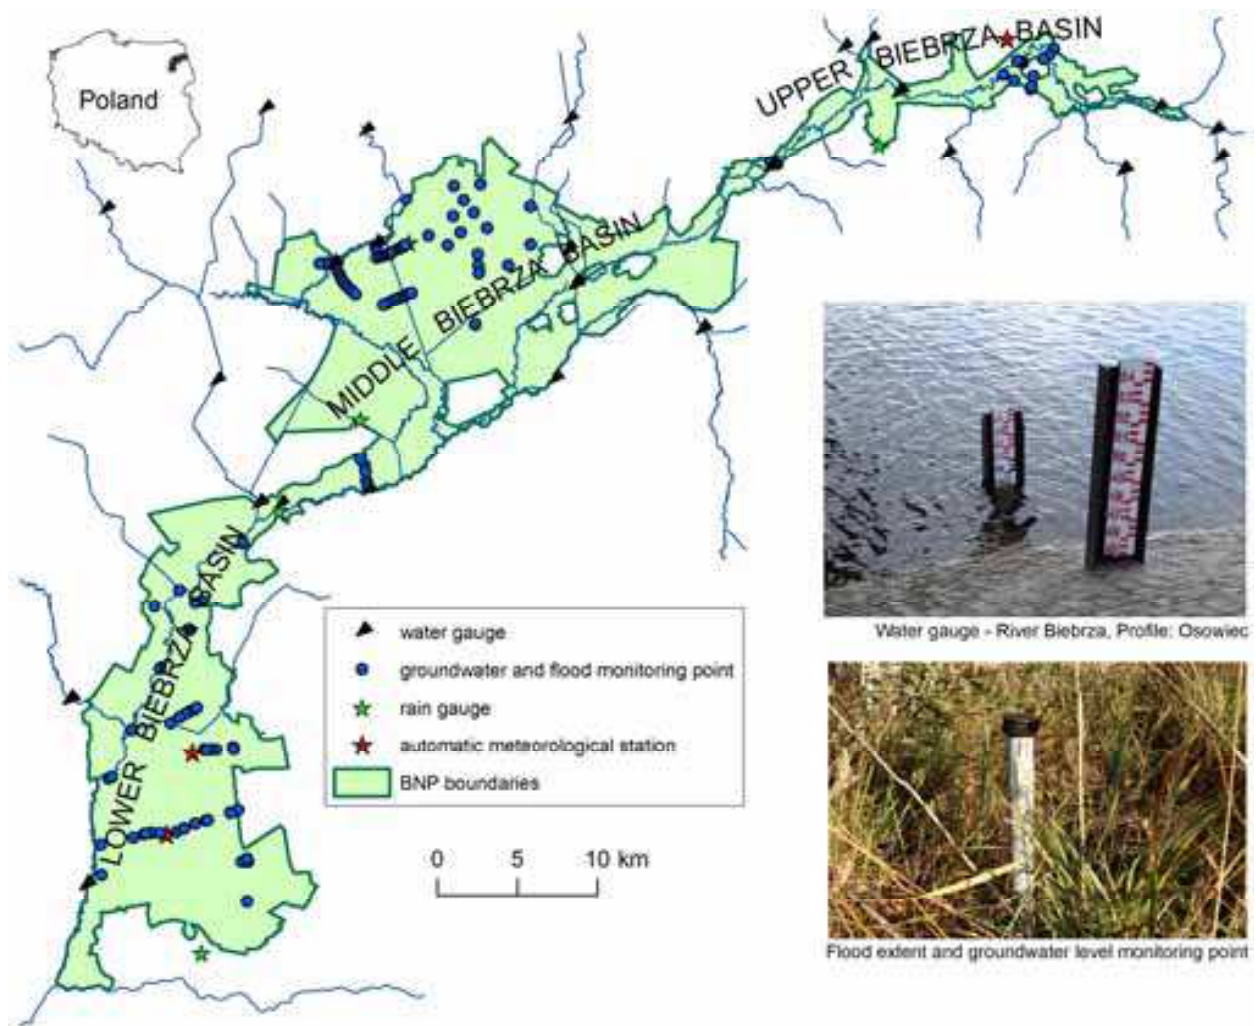 Poland
UPPER BIEBRZA BASIN
MIDDLE BIEBRZA BASIN
LOWER BIEBRZA BASIN
water gauge
groundwater and flood monitoring point
rain gauge
automatic meteorological station
BNP boundaries
0 5 10 km
Water gauge - River Biebrza, Profile: Osowiec
Flood extent and groundwater level monitoring point